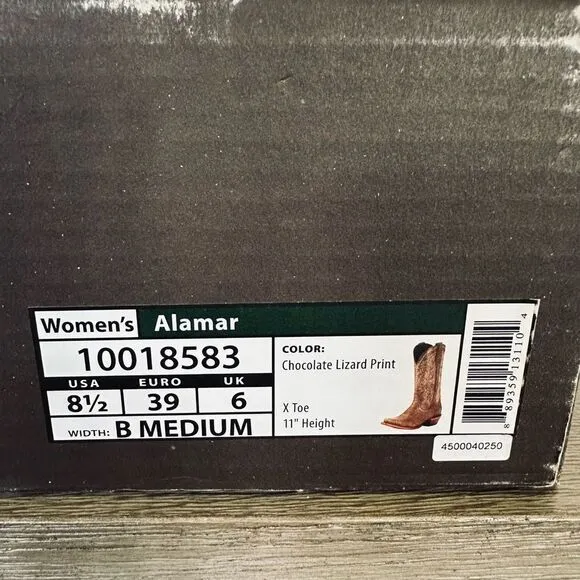 Women's Alamar
10018583
USA EURO UK
8½ 39 6
WIDTH: B MEDIUM
COLOR:
Chocolate Lizard Print
X Toe
11" Height
8 89359 13110 4
4500040250